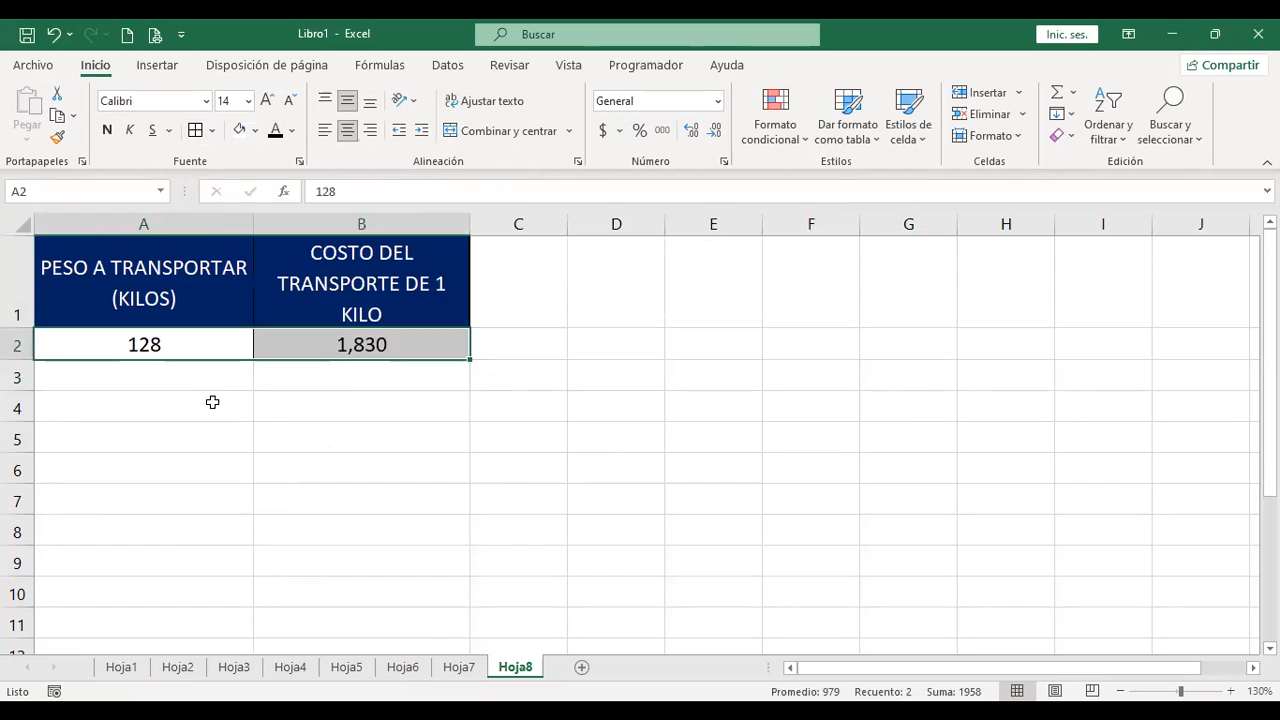 Libro1 - Excel
Buscar
Inic. ses.
Archivo Inicio Insertar Disposición de página Fórmulas Datos Revisar Vista Programador Ayuda Compartir
Pegar
Portapapeles
Calibri 14
N K S
Fuente
Ajustar texto
Combinar y centrar
Alineación
General
$ % 000
Número
Formato condicional
Dar formato como tabla
Estilos de celda
Estilos
Insertar
Eliminar
Formato
Celdas
Ordenar y filtrar
Buscar y seleccionar
Edición
A2 fx 128
A B C D E F G H I J
PESO A TRANSPORTAR
(KILOS)
COSTO DEL
TRANSPORTE DE 1
KILO
1
2 128 1,830
3
4
5
6
7
8
9
10
11
Hoja1 Hoja2 Hoja3 Hoja4 Hoja5 Hoja6 Hoja7 Hoja8
Listo Promedio: 979 Recuento: 2 Suma: 1958 130%